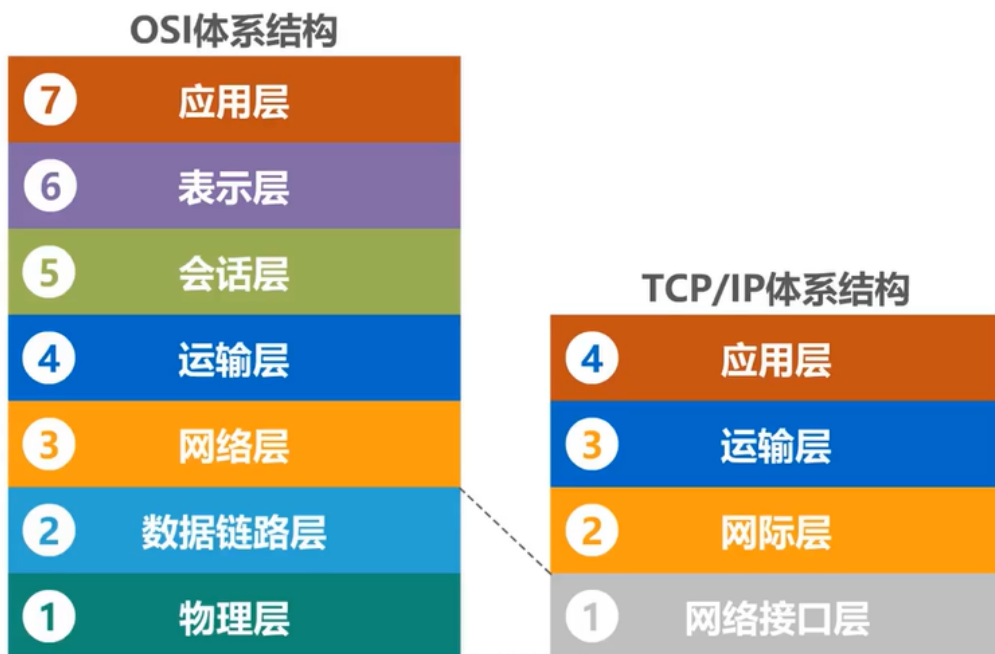 OSI体系结构
7 应用层
6 表示层
5 会话层
4 运输层
3 网络层
2 数据链路层
1 物理层
TCP/IP体系结构
4 应用层
3 运输层
2 网际层
1 网络接口层